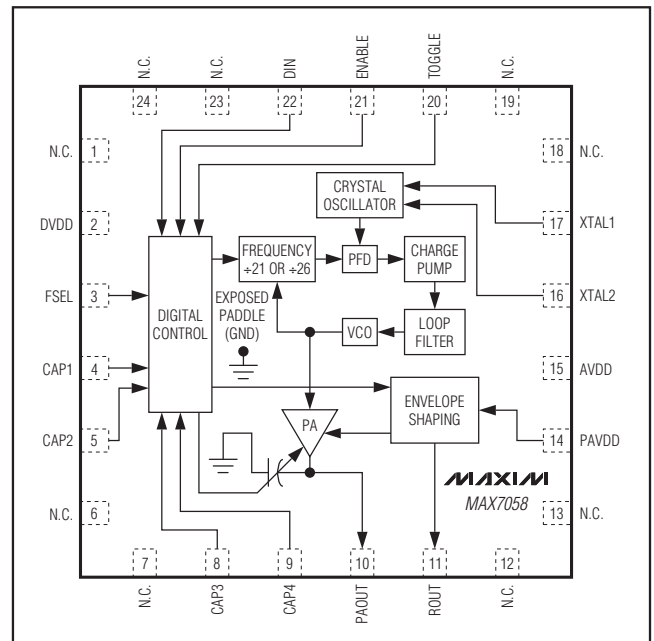 N.C.
N.C.
DIN
ENABLE
TOGGLE
N.C.
24
23
22
21
20
19
N.C. 1
18 N.C.
DVDD 2
17 XTAL1
FSEL 3
16 XTAL2
CAP1 4
15 AVDD
CAP2 5
14 PAVDD
N.C. 6
13 N.C.
CRYSTAL
OSCILLATOR
FREQUENCY
÷21 OR ÷26
PFD
CHARGE
PUMP
DIGITAL
CONTROL
EXPOSED
PADDLE
(GND)
VCO
LOOP
FILTER
PA
ENVELOPE
SHAPING
MAXIM
MAX7058
7
8
9
10
11
12
N.C.
CAP3
CAP4
PAOUT
ROUT
N.C.